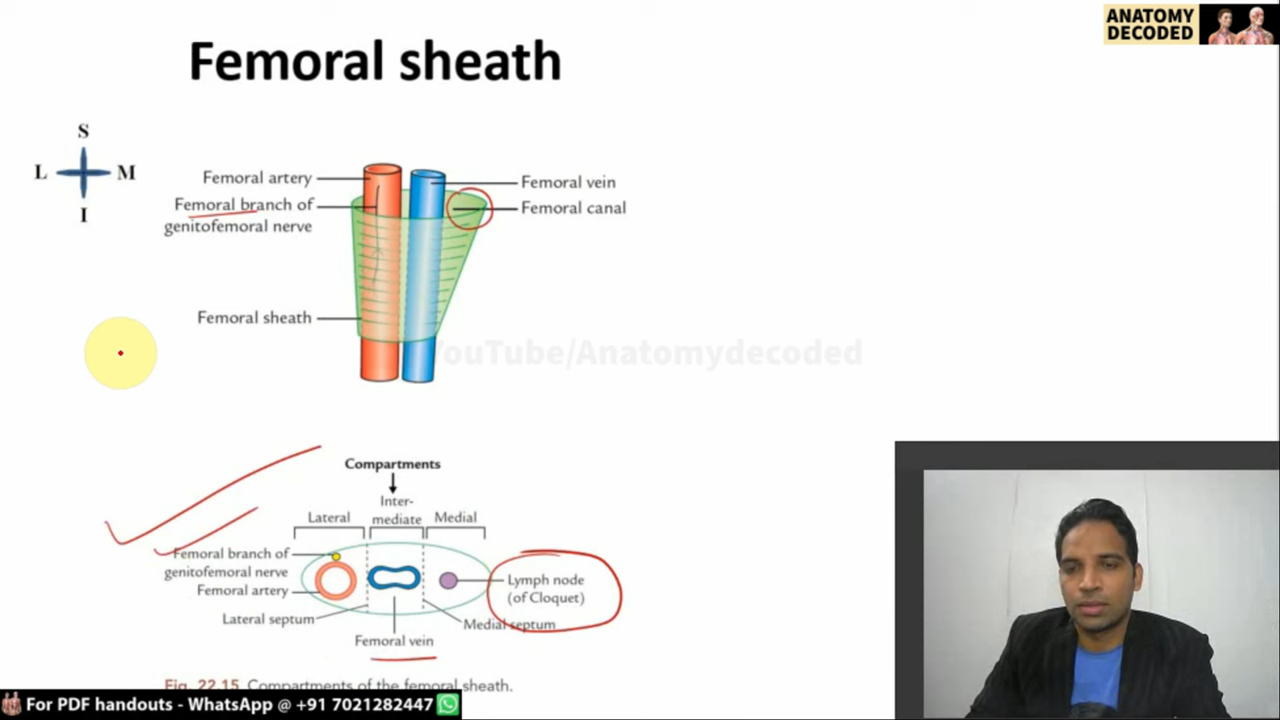 Femoral sheath
ANATOMY
DECODED
S
L
M
I
Femoral artery
Femoral branch of
genitofemoral nerve
Femoral sheath
Femoral vein
Femoral canal
YouTube/Anatomydecoded
Compartments
Lateral
Inter-
mediate
Medial
Femoral branch of
genitofemoral nerve
Femoral artery
Lateral septum
Femoral vein
Lymph node
(of Cloquet)
Medial septum
Fig. 22.15 Compartments of the femoral sheath.
For PDF handouts - WhatsApp @ +91 7021282447